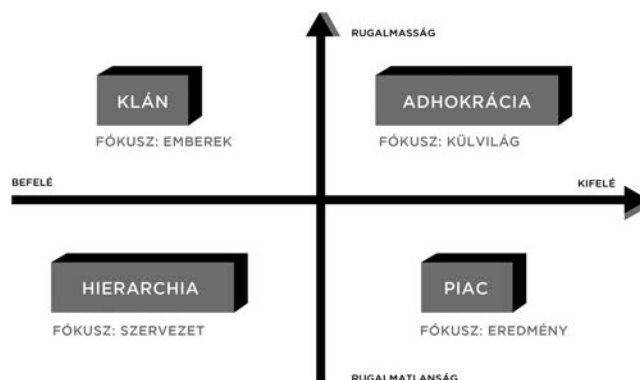 RUGALMASSÁG
KLÁN
ADHOKRÁCIA
FÓKUSZ: EMBEREK
FÓKUSZ: KÜLVILÁG
BEFELÉ
KIFELÉ
HIERARCHIA
PIAC
FÓKUSZ: SZERVEZET
FÓKUSZ: EREDMÉNY
RUGALMATLANSÁG